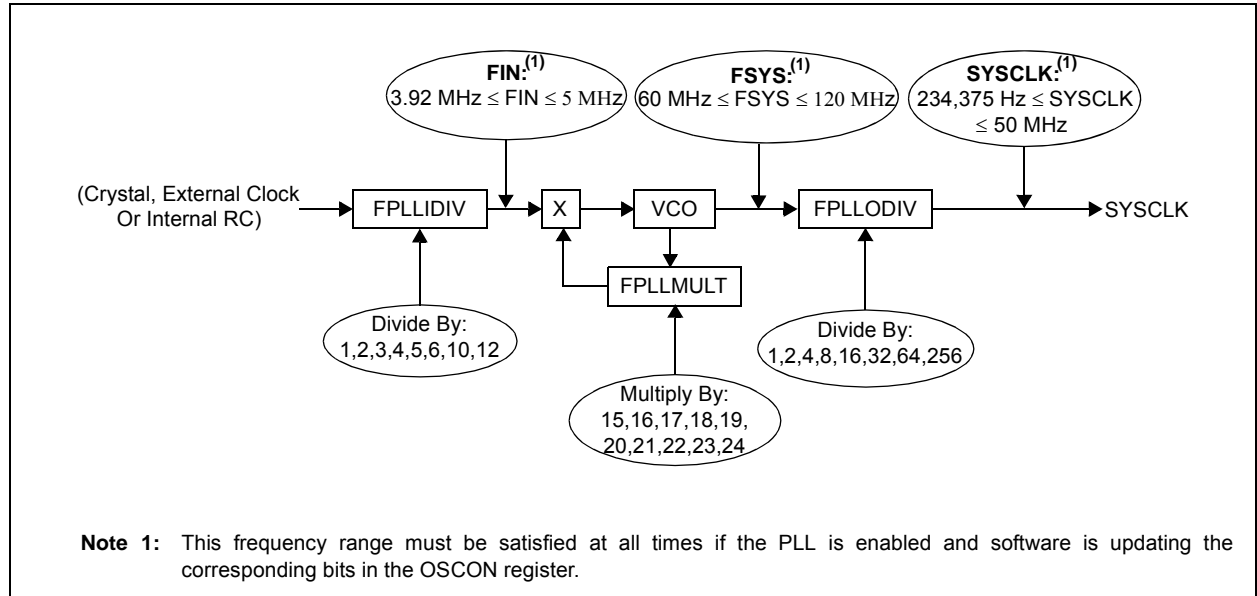 FIN:(1)
3.92 MHz ≤ FIN ≤ 5 MHz
FSYS:(1)
60 MHz ≤ FSYS ≤ 120 MHz
SYSCLK:(1)
234,375 Hz ≤ SYSCLK
≤ 50 MHz
(Crystal, External Clock
Or Internal RC)
FPLLIDIV
X
VCO
FPLLODIV
SYSCLK
FPLLMULT
Divide By:
1,2,3,4,5,6,10,12
Divide By:
1,2,4,8,16,32,64,256
Multiply By:
15,16,17,18,19,
20,21,22,23,24
Note 1: This frequency range must be satisfied at all times if the PLL is enabled and software is updating the
corresponding bits in the OSCON register.